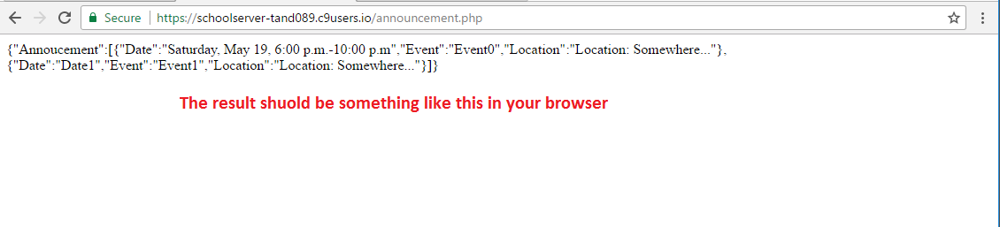 Secure https://schoolserver-tand089.c9users.io/announcement.php
{"Annoucement":[{"Date":"Saturday, May 19, 6:00 p.m.-10:00 p.m","Event":"Event0","Location":"Location: Somewhere..."},
{"Date":"Date1","Event":"Event1","Location":"Location: Somewhere..."}]}
The result shuold be something like this in your browser